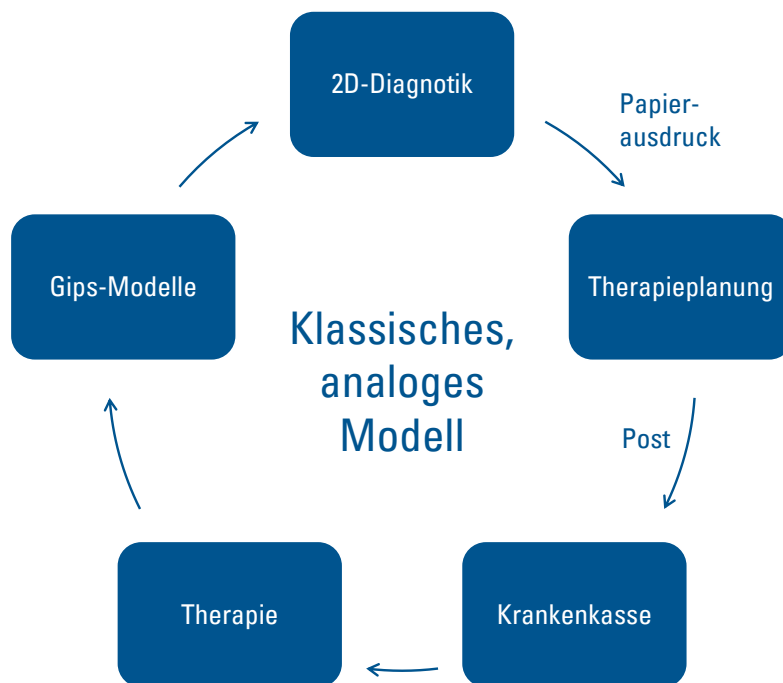 2D-Diagnotik
Papier-
ausdruck
Gips-Modelle
Therapieplanung
Klassisches,
analoges
Modell
Post
Therapie
Krankenkasse